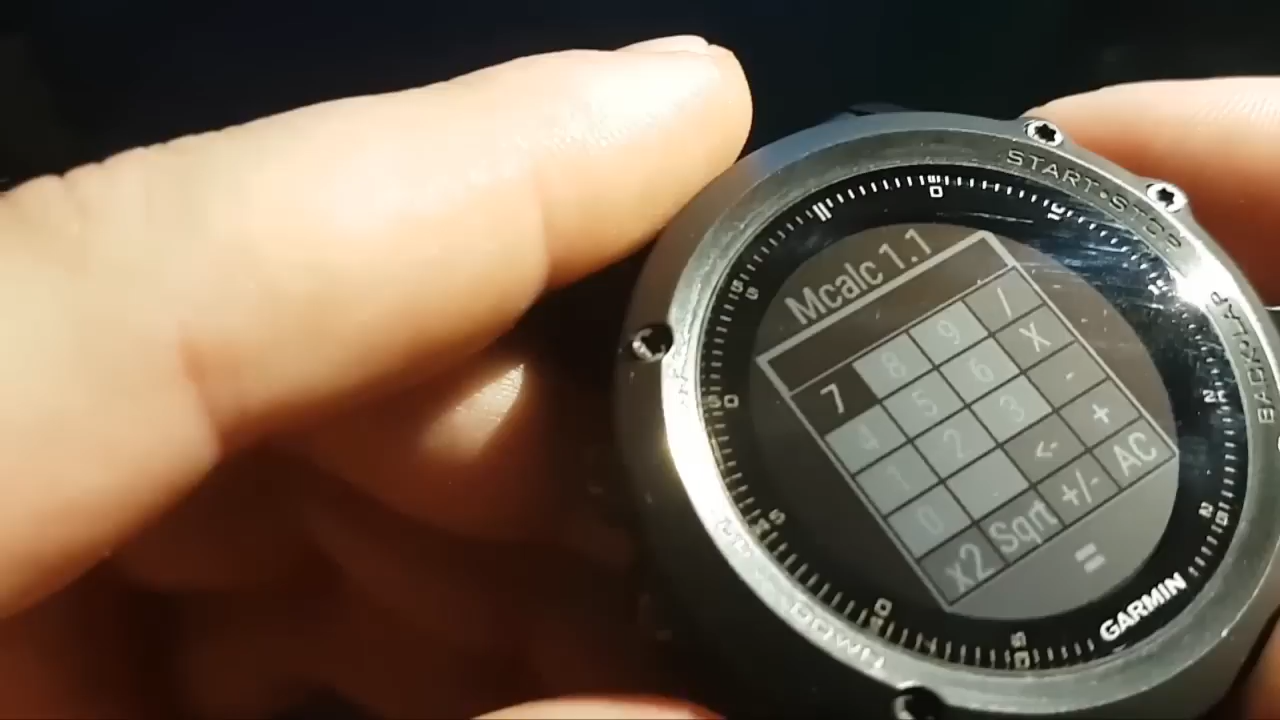 START•STOP
BACK•LAP
Mcalc 1.1
7 8 9 /
4 5 6 X
1 2 3 -
0 <- +
x2 Sqrt +/- AC
=
GARMIN